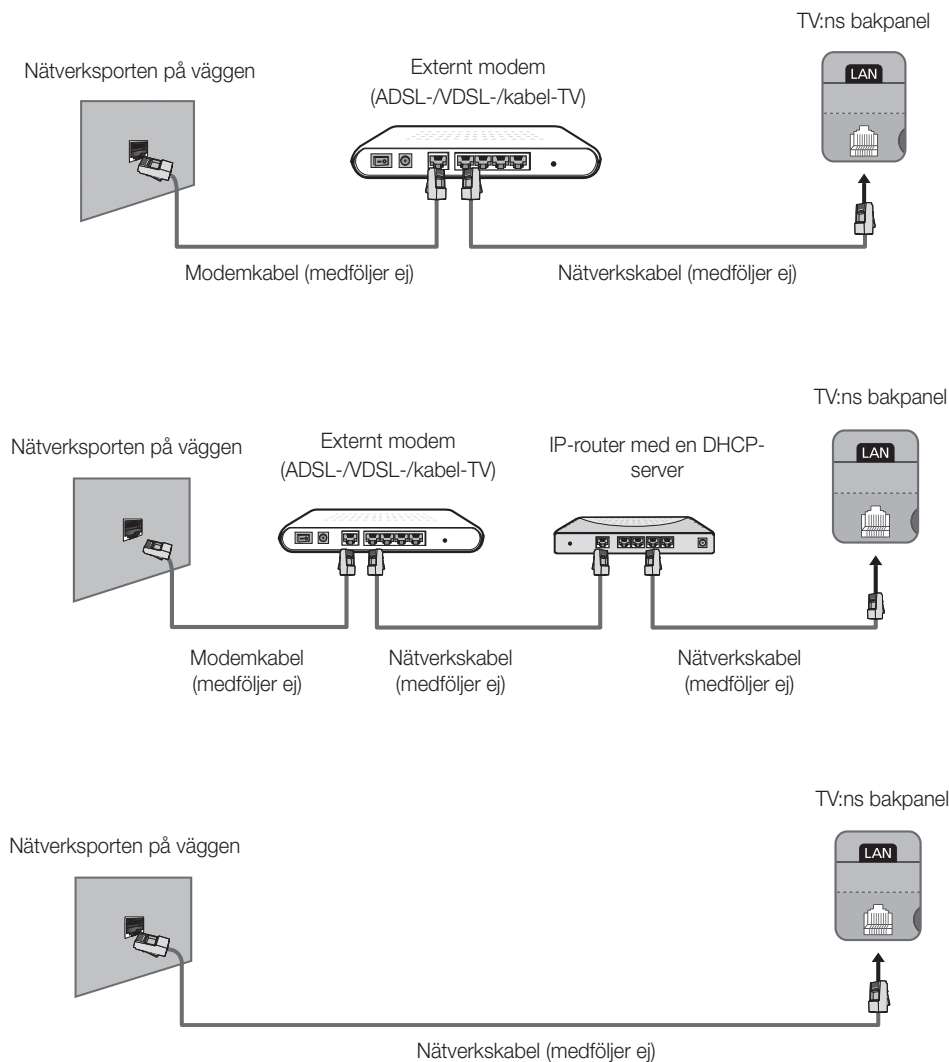 TV:ns bakpanel
Nätverksporten på väggen
Externt modem
(ADSL-/VDSL-/kabel-TV)
LAN
Modemkabel (medföljer ej)
Nätverkskabel (medföljer ej)
TV:ns bakpanel
Nätverksporten på väggen
Externt modem
(ADSL-/VDSL-/kabel-TV)
IP-router med en DHCP-
server
LAN
Modemkabel
(medföljer ej)
Nätverkskabel
(medföljer ej)
Nätverkskabel
(medföljer ej)
TV:ns bakpanel
Nätverksporten på väggen
LAN
Nätverkskabel (medföljer ej)